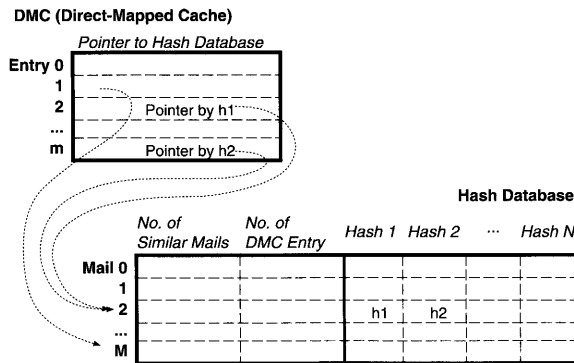 DMC (Direct-Mapped Cache)
Pointer to Hash Database
Entry 0
1
2 Pointer by h1
...
m Pointer by h2
Hash Database
No. of Similar Mails No. of DMC Entry Hash 1 Hash 2 ... Hash N
Mail 0
1
2 h1 h2
...
M